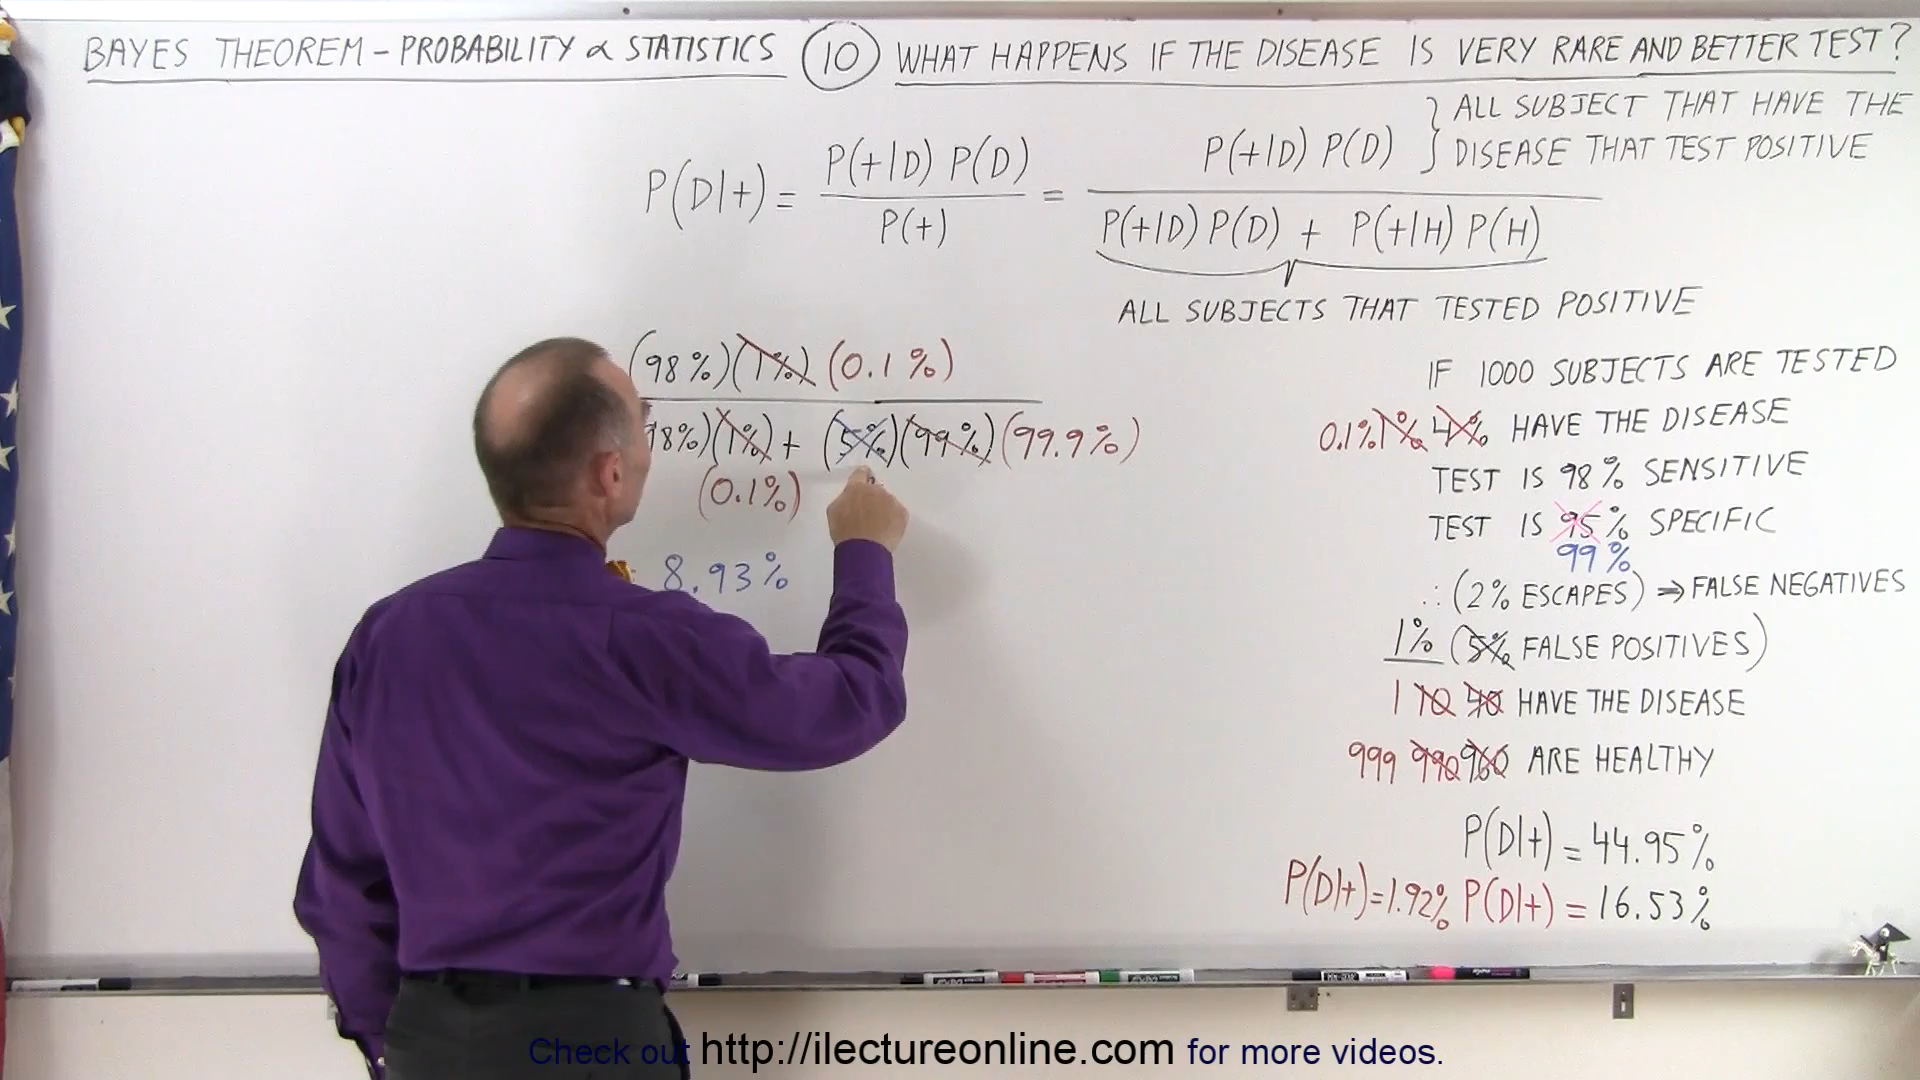 BAYES THEOREM – PROBABILITY & STATISTICS 10 WHAT HAPPENS IF THE DISEASE IS VERY RARE AND BETTER TEST?
P(D|+) = P(+|D) P(D) / P(+) = P(+|D) P(D) / P(+|D) P(D) + P(+|H) P(H)
} ALL SUBJECT THAT HAVE THE
DISEASE THAT TEST POSITIVE
ALL SUBJECTS THAT TESTED POSITIVE
(98%)(1%)(0.1%)
8%)(1%) + (5%)(99%)(99.9%)
(0.1%)
8.93%
IF 1000 SUBJECTS ARE TESTED
0.1% 1% 4% HAVE THE DISEASE
TEST IS 98% SENSITIVE
TEST IS 95% SPECIFIC
99%
∴ (2% ESCAPES) ⇒ FALSE NEGATIVES
1% (5% FALSE POSITIVES)
1 10 40 HAVE THE DISEASE
999 990 960 ARE HEALTHY
P(D|+) = 44.95%
P(D|+) = 1.92% P(D|+) = 16.53%
Check out http://ilectureonline.com for more videos.